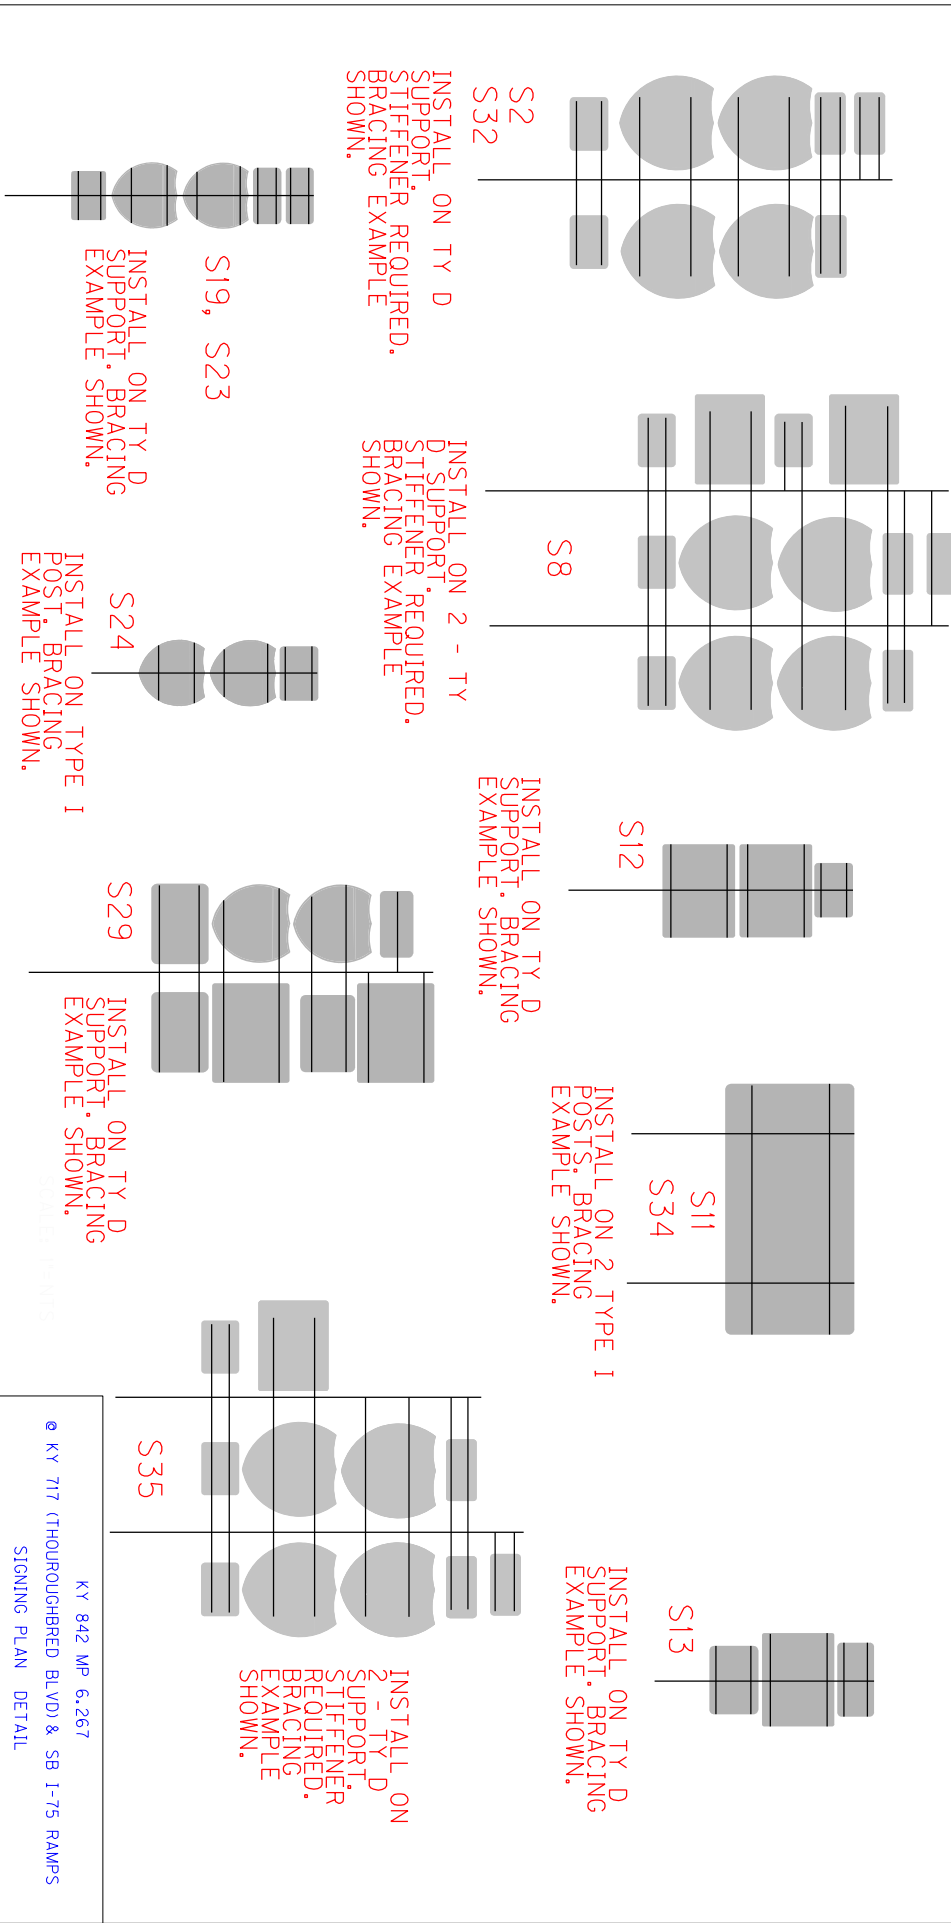 S2
S32
INSTALL ON TY D
SUPPORT.
STIFFENER REQUIRED.
BRACING EXAMPLE
SHOWN.
S8
INSTALL ON 2 - TY
D SUPPORT.
STIFFENER REQUIRED.
BRACING EXAMPLE
SHOWN.
S12
INSTALL ON TY D
SUPPORT. BRACING
EXAMPLE SHOWN.
S11
S34
INSTALL ON 2 TYPE I
POSTS. BRACING
EXAMPLE SHOWN.
S13
INSTALL ON TY D
SUPPORT. BRACING
EXAMPLE SHOWN.
S19, S23
INSTALL ON TY D
SUPPORT. BRACING
EXAMPLE SHOWN.
S24
INSTALL ON TYPE I
POST. BRACING
EXAMPLE SHOWN.
S29
INSTALL ON TY D
SUPPORT. BRACING
EXAMPLE SHOWN.
S35
INSTALL ON
2 - TY D
SUPPORT.
STIFFENER
REQUIRED.
BRACING
EXAMPLE
SHOWN.
KY 842 MP 6.267
@ KY 717 (THOUROUGHBRED BLVD) & SB I-75 RAMPS
SIGNING PLAN DETAIL